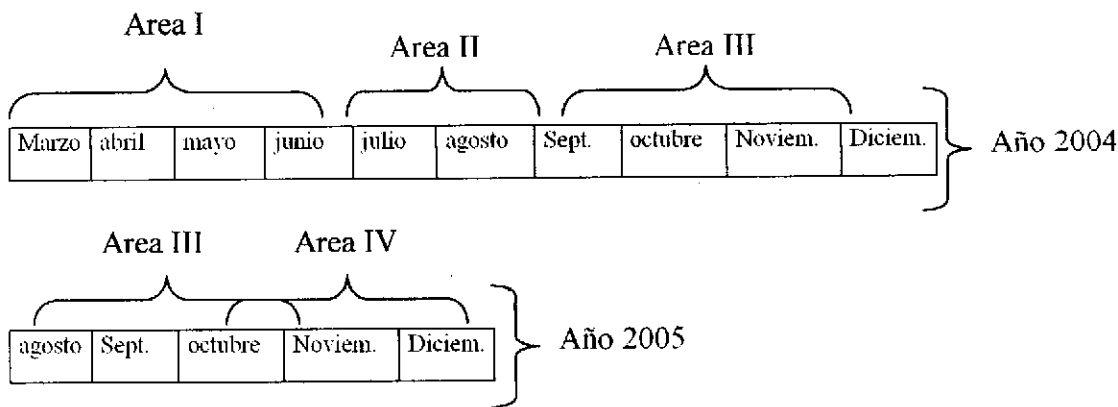 Area I
Area II
Area III
Marzo abril mayo junio julio agosto Sept. octubre Noviem. Diciem.
Año 2004
Area III
Area IV
agosto Sept. octubre Noviem. Diciem.
Año 2005